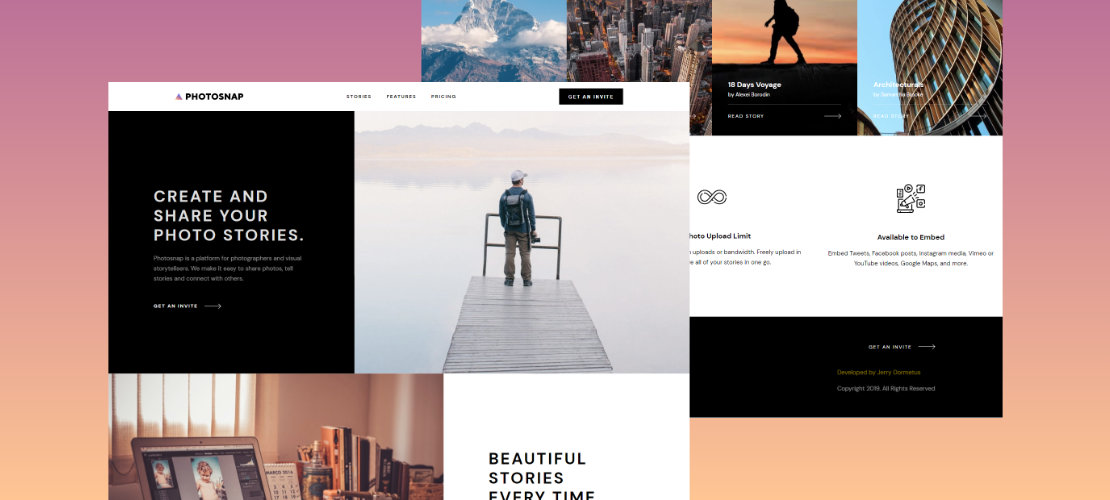 PHOTOSNAP
STORIES FEATURES PRICING
GET AN INVITE
CREATE AND
SHARE YOUR
PHOTO STORIES.
Photosnap is a platform for photographers and visual
storytellers. We make it easy to share photos, tell
stories and connect with others.
GET AN INVITE
BEAUTIFUL
STORIES
EVERY TIME
18 Days Voyage
by Alexei Borodin
READ STORY
Architecturals
by Samantha Brooke
READ STORY
hoto Upload Limit
uploads or bandwidth. Freely upload in
all of your stories in one go.
Available to Embed
Embed Tweets, Facebook posts, Instagram media, Vimeo or
YouTube videos, Google Maps, and more.
GET AN INVITE
Developed by Jerry Dormetus
Copyright 2019. All Rights Reserved
MARCH 2014